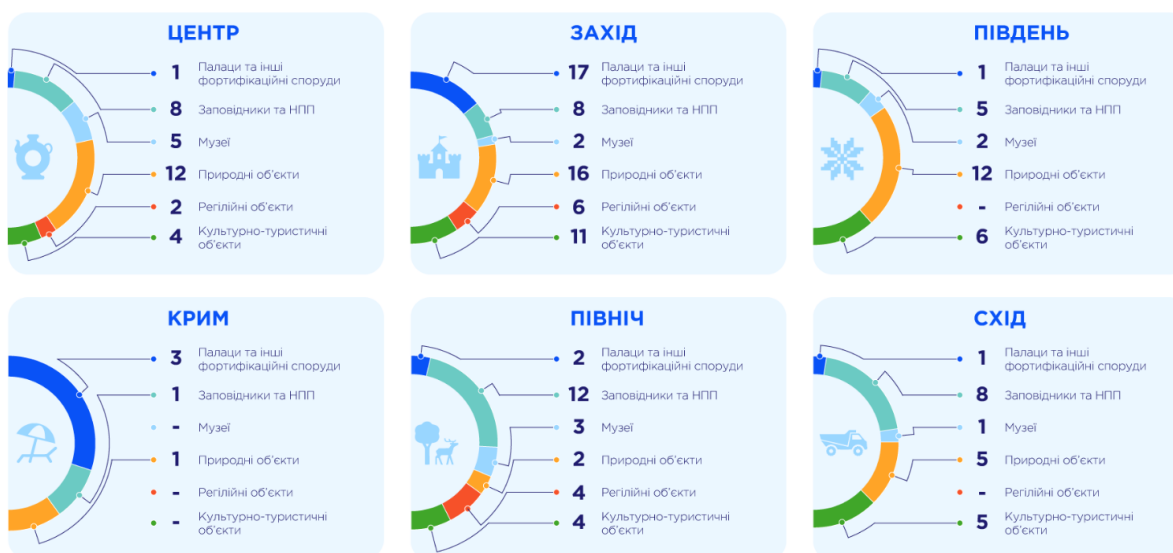 ЦЕНТР
1 Палаци та інші
фортифікаційні споруди
8 Заповідники та НПП
5 Музеї
12 Природні об'єкти
2 Регілійні об'єкти
4 Культурно-туристичні
об'єкти
ЗАХІД
17 Палаци та інші
фортифікаційні споруди
8 Заповідники та НПП
2 Музеї
16 Природні об'єкти
6 Регілійні об'єкти
11 Культурно-туристичні
об'єкти
ПІВДЕНЬ
1 Палаци та інші
фортифікаційні споруди
5 Заповідники та НПП
2 Музеї
12 Природні об'єкти
- Регілійні об'єкти
6 Культурно-туристичні
об'єкти
КРИМ
3 Палаци та інші
фортифікаційні споруди
1 Заповідники та НПП
- Музеї
1 Природні об'єкти
- Регілійні об'єкти
- Культурно-туристичні
об'єкти
ПІВНІЧ
2 Палаци та інші
фортифікаційні споруди
12 Заповідники та НПП
3 Музеї
2 Природні об'єкти
4 Регілійні об'єкти
4 Культурно-туристичні
об'єкти
СХІД
1 Палаци та інші
фортифікаційні споруди
8 Заповідники та НПП
1 Музеї
5 Природні об'єкти
- Регілійні об'єкти
5 Культурно-туристичні
об'єкти